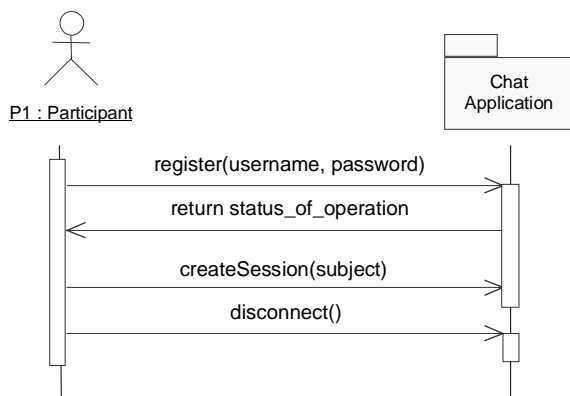 P1 : Participant
Chat
Application
register(username, password)
return status_of_operation
createSession(subject)
disconnect()